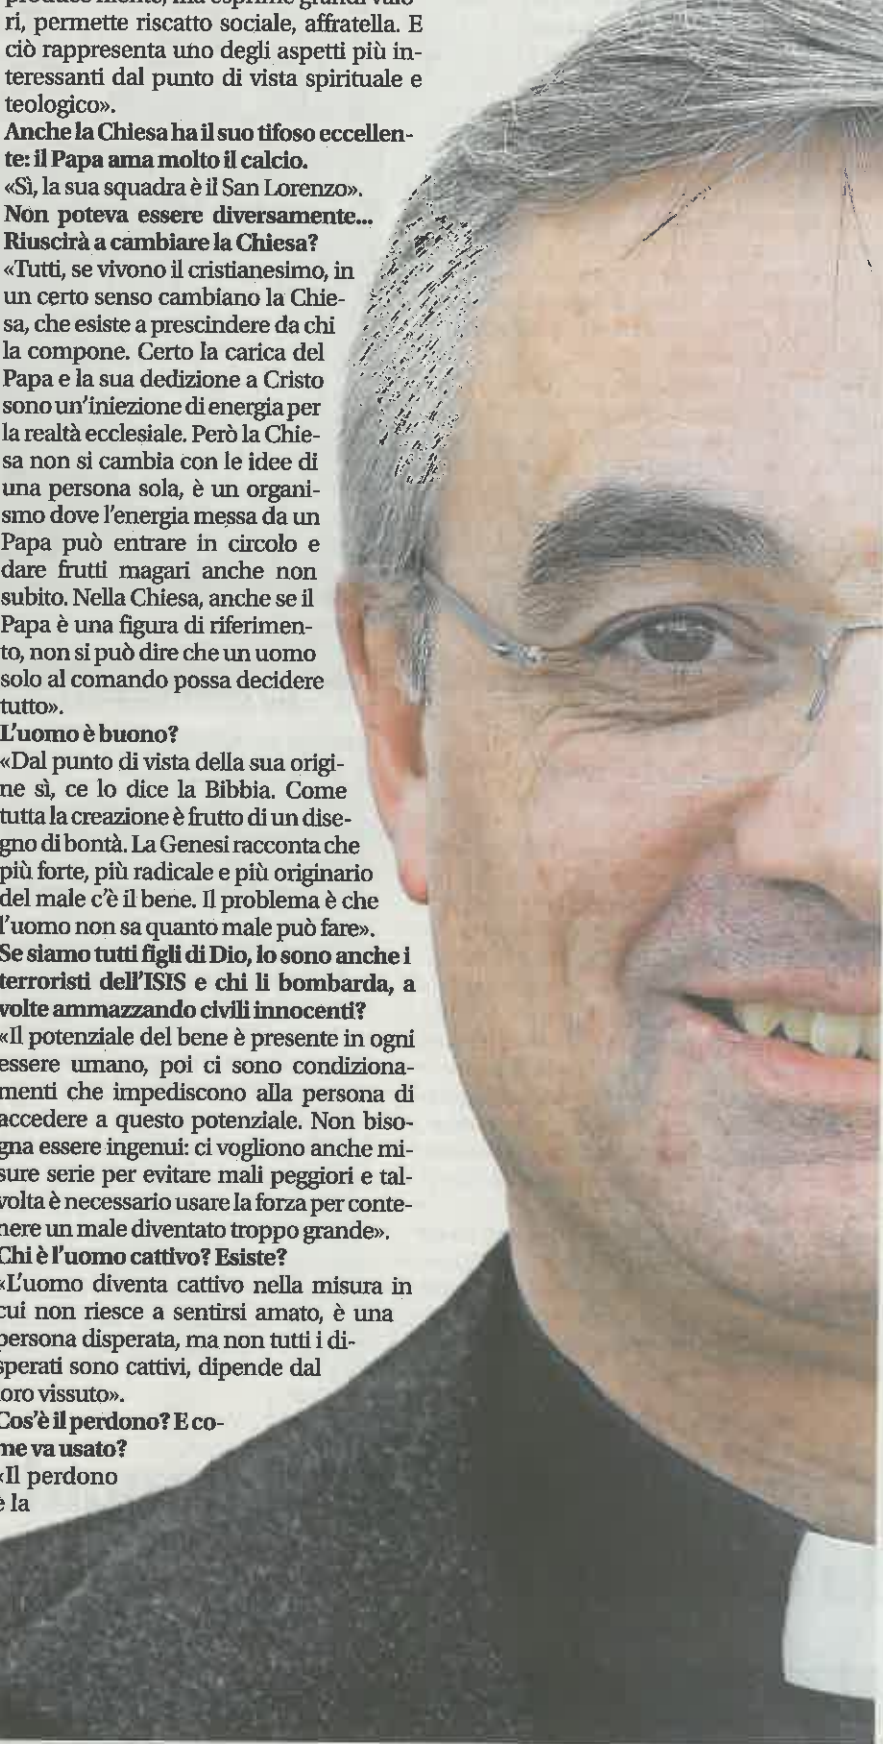 produce niente, ma esprime grandi valo-
ri, permette riscatto sociale, affratella. E
ciò rappresenta uno degli aspetti più in-
teressanti dal punto di vista spirituale e
teologico».
Anche la Chiesa ha il suo tifoso eccellen-
te: il Papa ama molto il calcio.
«Sì, la sua squadra è il San Lorenzo».
Non poteva essere diversamente...
Riuscirà a cambiare la Chiesa?
«Tutti, se vivono il cristianesimo, in
un certo senso cambiano la Chie-
sa, che esiste a prescindere da chi
la compone. Certo la carica del
Papa e la sua dedizione a Cristo
sono un'iniezione di energia per
la realtà ecclesiale. Però la Chie-
sa non si cambia con le idee di
una persona sola, è un organi-
smo dove l'energia messa da un
Papa può entrare in circolo e
dare frutti magari anche non
subito. Nella Chiesa, anche se il
Papa è una figura di riferimen-
to, non si può dire che un uomo
solo al comando possa decidere
tutto».
L'uomo è buono?
«Dal punto di vista della sua origi-
ne sì, ce lo dice la Bibbia. Come
tutta la creazione è frutto di un dise-
gno di bontà. La Genesi racconta che
più forte, più radicale e più originario
del male c'è il bene. Il problema è che
l'uomo non sa quanto male può fare».
Se siamo tutti figli di Dio, lo sono anche i
terroristi dell'ISIS e chi li bombarda, a
volte ammazzando civili innocenti?
«Il potenziale del bene è presente in ogni
essere umano, poi ci sono condiziona-
menti che impediscono alla persona di
accedere a questo potenziale. Non biso-
gna essere ingenui: ci vogliono anche mi-
sure serie per evitare mali peggiori e tal-
volta è necessario usare la forza per conte-
nere un male diventato troppo grande».
Chi è l'uomo cattivo? Esiste?
«L'uomo diventa cattivo nella misura in
cui non riesce a sentirsi amato, è una
persona disperata, ma non tutti i di-
sperati sono cattivi, dipende dal
loro vissuto».
Cos'è il perdono? E co-
me va usato?
«Il perdono
è la